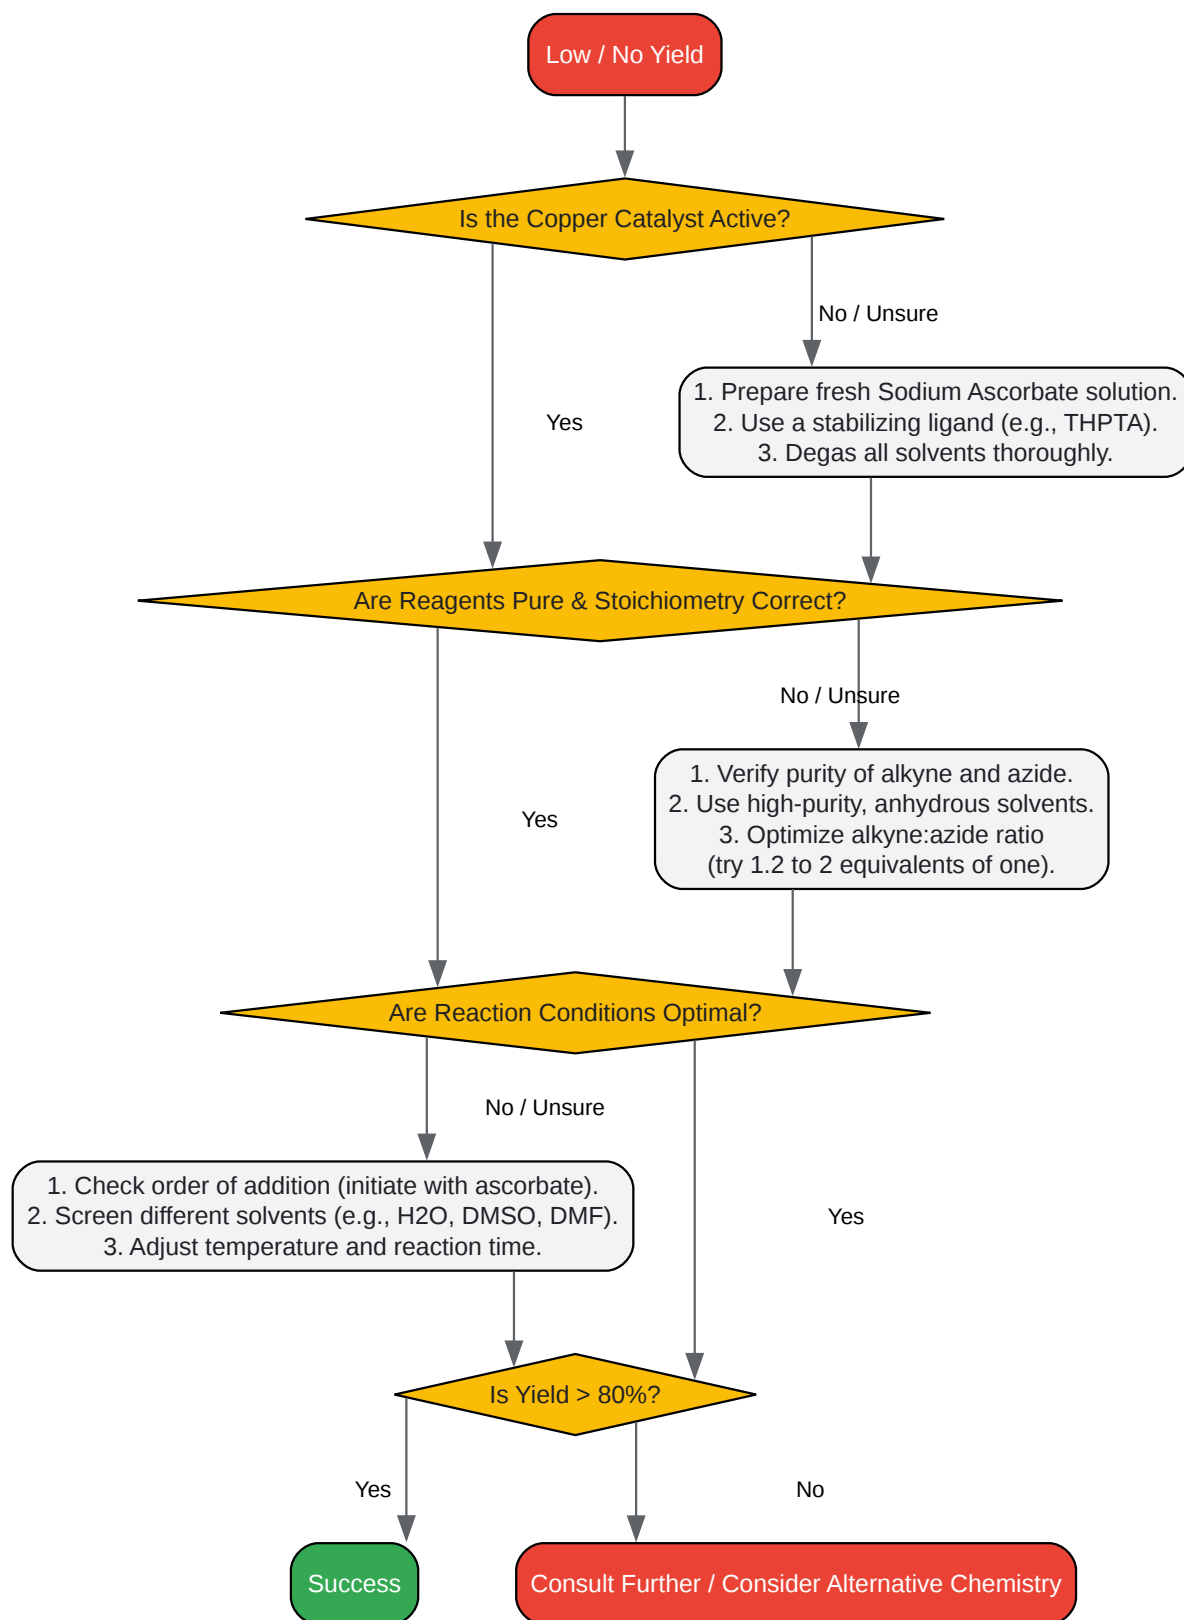 Low / No Yield
Is the Copper Catalyst Active?
No / Unsure
1. Prepare fresh Sodium Ascorbate solution.
2. Use a stabilizing ligand (e.g., THPTA).
3. Degas all solvents thoroughly.
Yes
Are Reagents Pure & Stoichiometry Correct?
No / Unsure
1. Verify purity of alkyne and azide.
2. Use high-purity, anhydrous solvents.
3. Optimize alkyne:azide ratio
(try 1.2 to 2 equivalents of one).
Yes
Are Reaction Conditions Optimal?
No / Unsure
1. Check order of addition (initiate with ascorbate).
2. Screen different solvents (e.g., H2O, DMSO, DMF).
3. Adjust temperature and reaction time.
Yes
Is Yield > 80%?
Yes
No
Success
Consult Further / Consider Alternative Chemistry